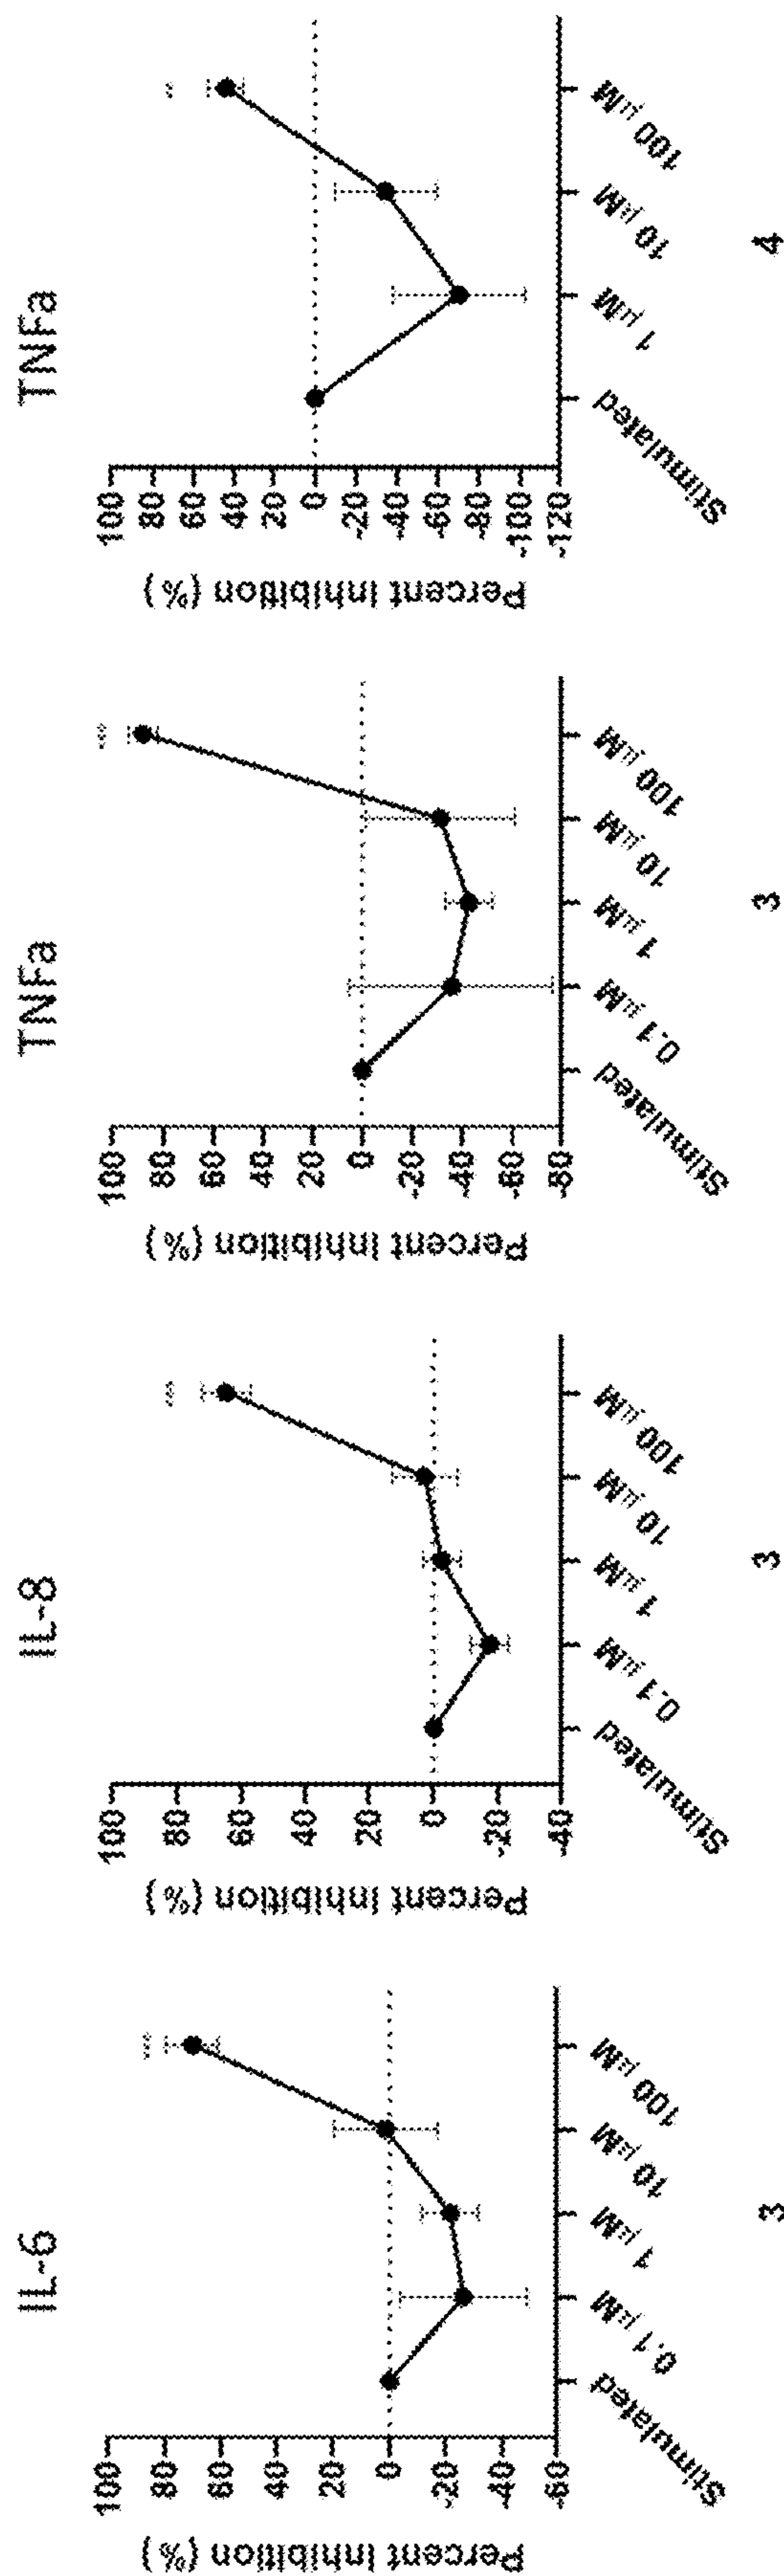 IL-6
Percent inhibition (%)
100
80
60
40
20
0
-20
-40
-60
Stimulated
0.1 µM
1 µM
10 µM
100 µM
3
IL-8
Percent inhibition (%)
100
80
60
40
20
0
-20
-40
Stimulated
0.1 µM
1 µM
10 µM
100 µM
3
TNFa
Percent inhibition (%)
100
80
60
40
20
0
-20
-40
-60
-80
Stimulated
0.1 µM
1 µM
10 µM
100 µM
3
TNFa
Percent inhibition (%)
100
80
60
40
20
0
-20
-40
-60
-80
-100
-120
Stimulated
1 µM
10 µM
100 µM
4